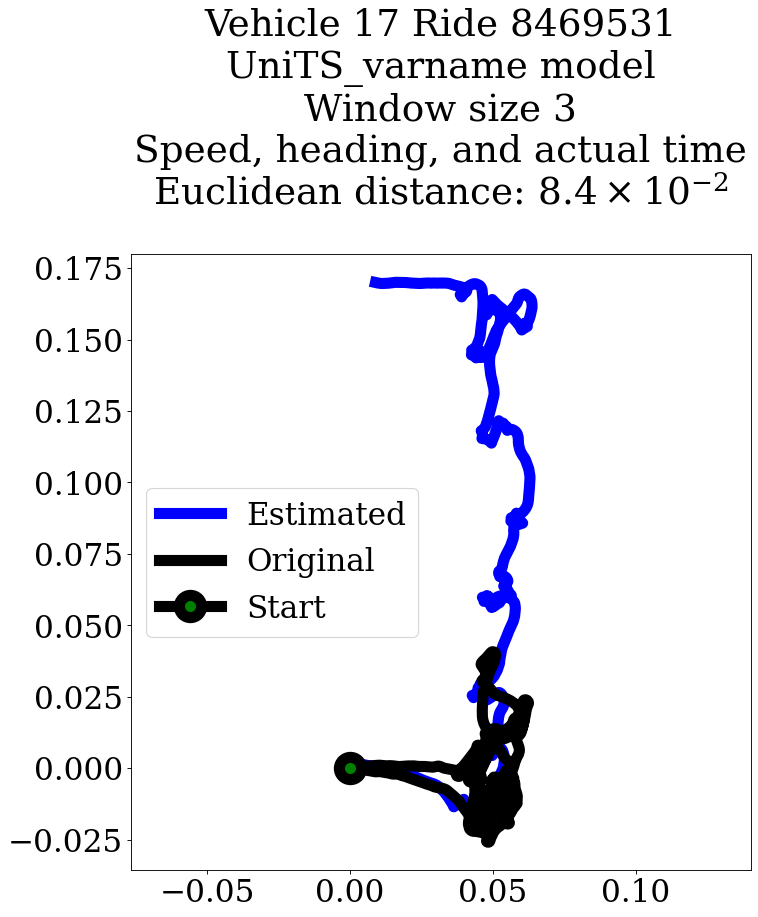 Vehicle 17 Ride 8469531
UniTS_varname model
Window size 3
Speed, heading, and actual time
Euclidean distance: 8.4 × 10⁻²
0.175
0.150
0.125
0.100
0.075
0.050
0.025
0.000
−0.025
Estimated
Original
Start
−0.05 0.00 0.05 0.10